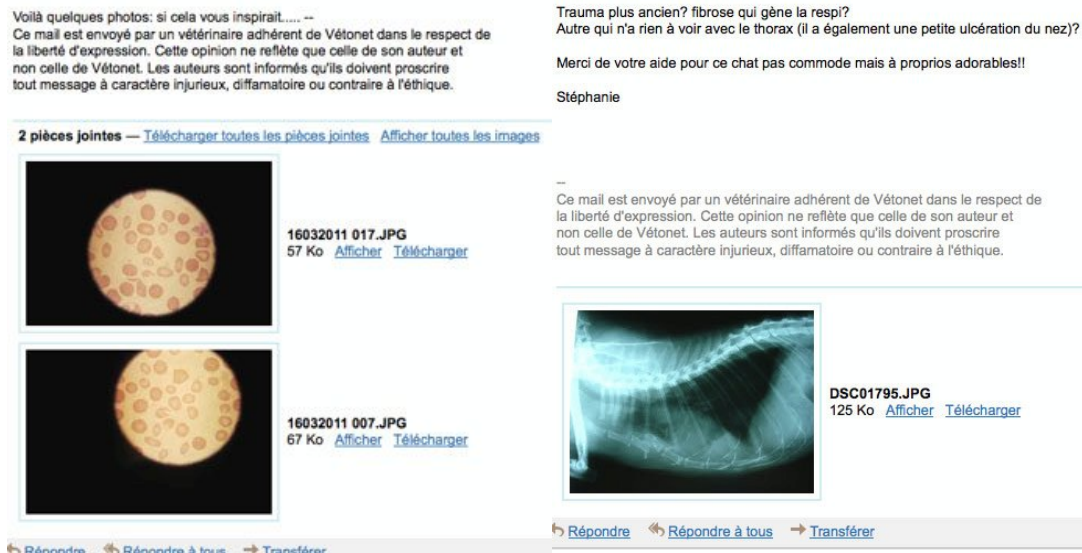 Voilà quelques photos: si cela vous inspirait..... --
Ce mail est envoyé par un vétérinaire adhérent de Vétonet dans le respect de
la liberté d'expression. Cette opinion ne reflète que celle de son auteur et
non celle de Vétonet. Les auteurs sont informés qu'ils doivent proscrire
tout message à caractère injurieux, diffamatoire ou contraire à l'éthique.
2 pièces jointes — Télécharger toutes les pièces jointes Afficher toutes les images
16032011 017.JPG
57 Ko Afficher Télécharger
16032011 007.JPG
67 Ko Afficher Télécharger
Répondre Répondre à tous Transférer
Trauma plus ancien? fibrose qui gène la respi?
Autre qui n'a rien à voir avec le thorax (il a également une petite ulcération du nez)?
Merci de votre aide pour ce chat pas commode mais à proprios adorables!!
Stéphanie
--
Ce mail est envoyé par un vétérinaire adhérent de Vétonet dans le respect de
la liberté d'expression. Cette opinion ne reflète que celle de son auteur et
non celle de Vétonet. Les auteurs sont informés qu'ils doivent proscrire
tout message à caractère injurieux, diffamatoire ou contraire à l'éthique.
DSC01795.JPG
125 Ko Afficher Télécharger
Répondre Répondre à tous Transférer